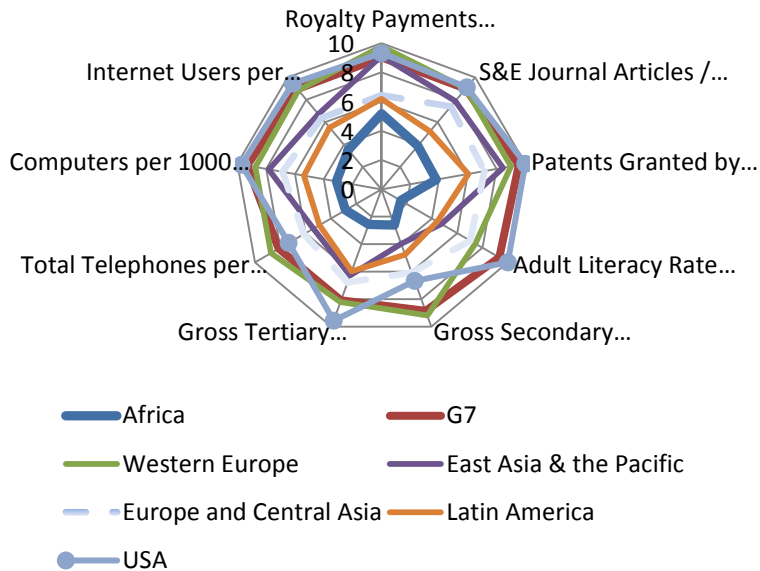 Royalty Payments…
10
Internet Users per…
S&E Journal Articles /…
8
6
4
Computers per 1000
2
Patents Granted by…
0
Total Telephones per…
Adult Literacy Rate…
Gross Tertiary…
Gross Secondary…
Africa
G7
Western Europe
East Asia & the Pacific
Europe and Central Asia
Latin America
USA